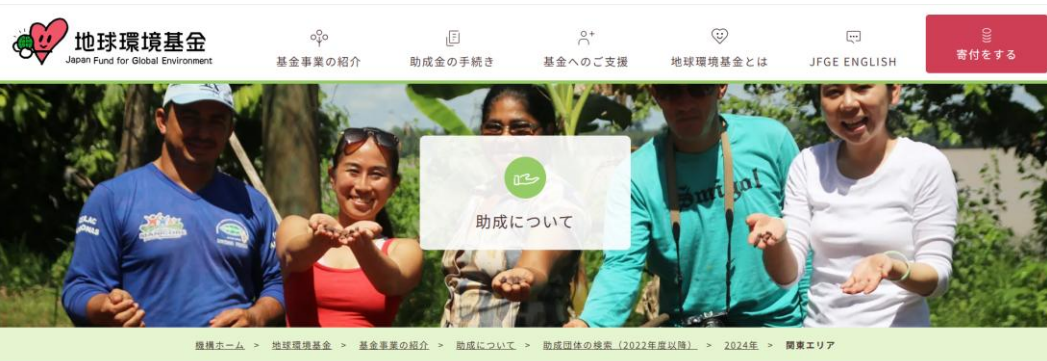 地球環境基金
Japan Fund for Global Environment
基金事業の紹介
助成金の手続き
基金へのご支援
地球環境基金とは
JFGE ENGLISH
寄付をする
助成について
機構ホーム > 地球環境基金 > 基金事業の紹介 > 助成について > 助成団体の検索（2022年度以降） > 2024年 > 関東エリア